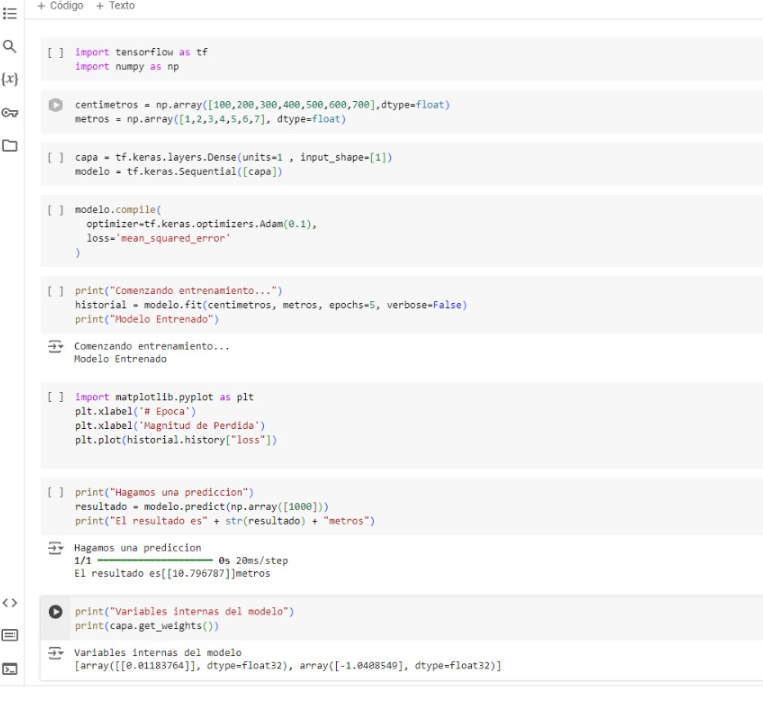 + Código + Texto
[ ] import tensorflow as tf
import numpy as np
centimetros = np.array([100,200,300,400,500,600,700],dtype=float)
metros = np.array([1,2,3,4,5,6,7], dtype=float)
[ ] capa = tf.keras.layers.Dense(units=1 , input_shape=[1])
modelo = tf.keras.Sequential([capa])
[ ] modelo.compile(
optimizer=tf.keras.optimizers.Adam(0.1),
loss='mean_squared_error'
)
[ ] print("Comenzando entrenamiento...")
historial = modelo.fit(centimetros, metros, epochs=5, verbose=False)
print("Modelo Entrenado")
Comenzando entrenamiento...
Modelo Entrenado
[ ] import matplotlib.pyplot as plt
plt.xlabel('# Epoca')
plt.xlabel('Magnitud de Perdida')
plt.plot(historial.history["loss"])
[ ] print("Hagamos una prediccion")
resultado = modelo.predict(np.array([1000]))
print("El resultado es" + str(resultado) + "metros")
Hagamos una prediccion
1/1 ━━━━━━━━━━━━━━━━━━━━ 0s 20ms/step
El resultado es[[10.796787]]metros
print("Variables internas del modelo")
print(capa.get_weights())
Variables internas del modelo
[array([[0.01183764]], dtype=float32), array([-1.0408549], dtype=float32)]